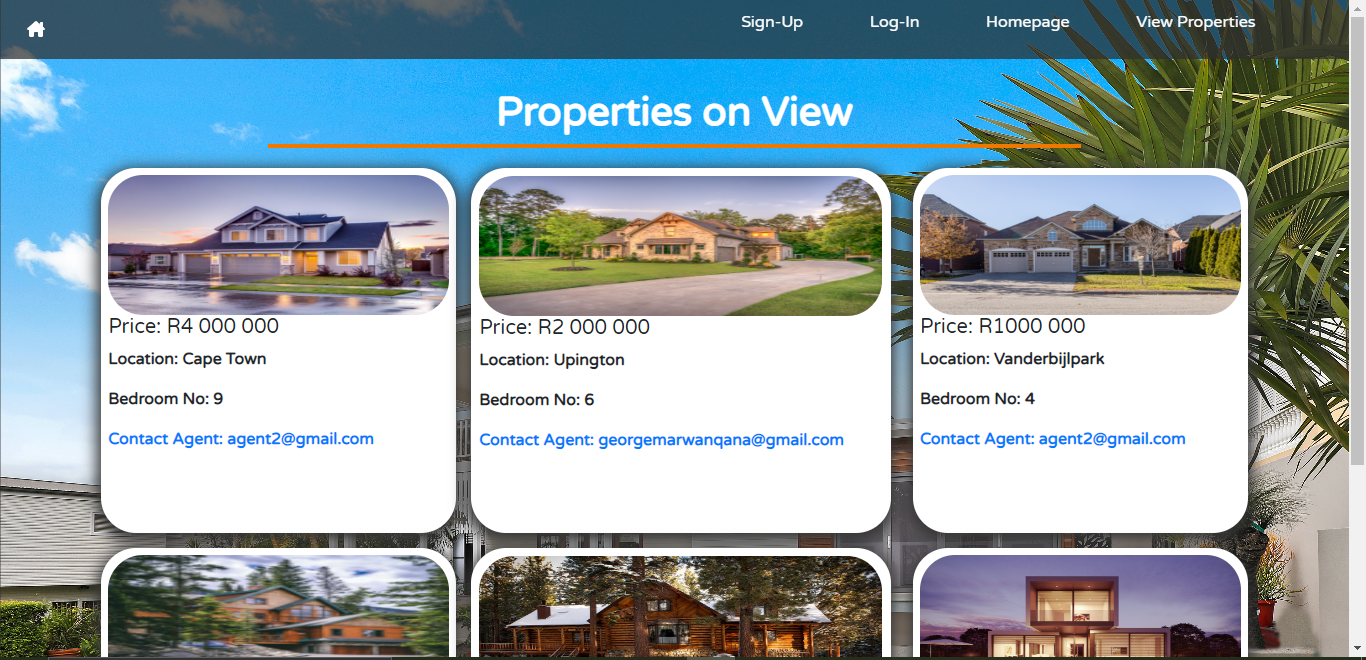 Sign-Up
Log-In
Homepage
View Properties
Properties on View
Price: R4 000 000
Location: Cape Town
Bedroom No: 9
Contact Agent: agent2@gmail.com
Price: R2 000 000
Location: Upington
Bedroom No: 6
Contact Agent: georgemarwanqana@gmail.com
Price: R1000 000
Location: Vanderbijlpark
Bedroom No: 4
Contact Agent: agent2@gmail.com